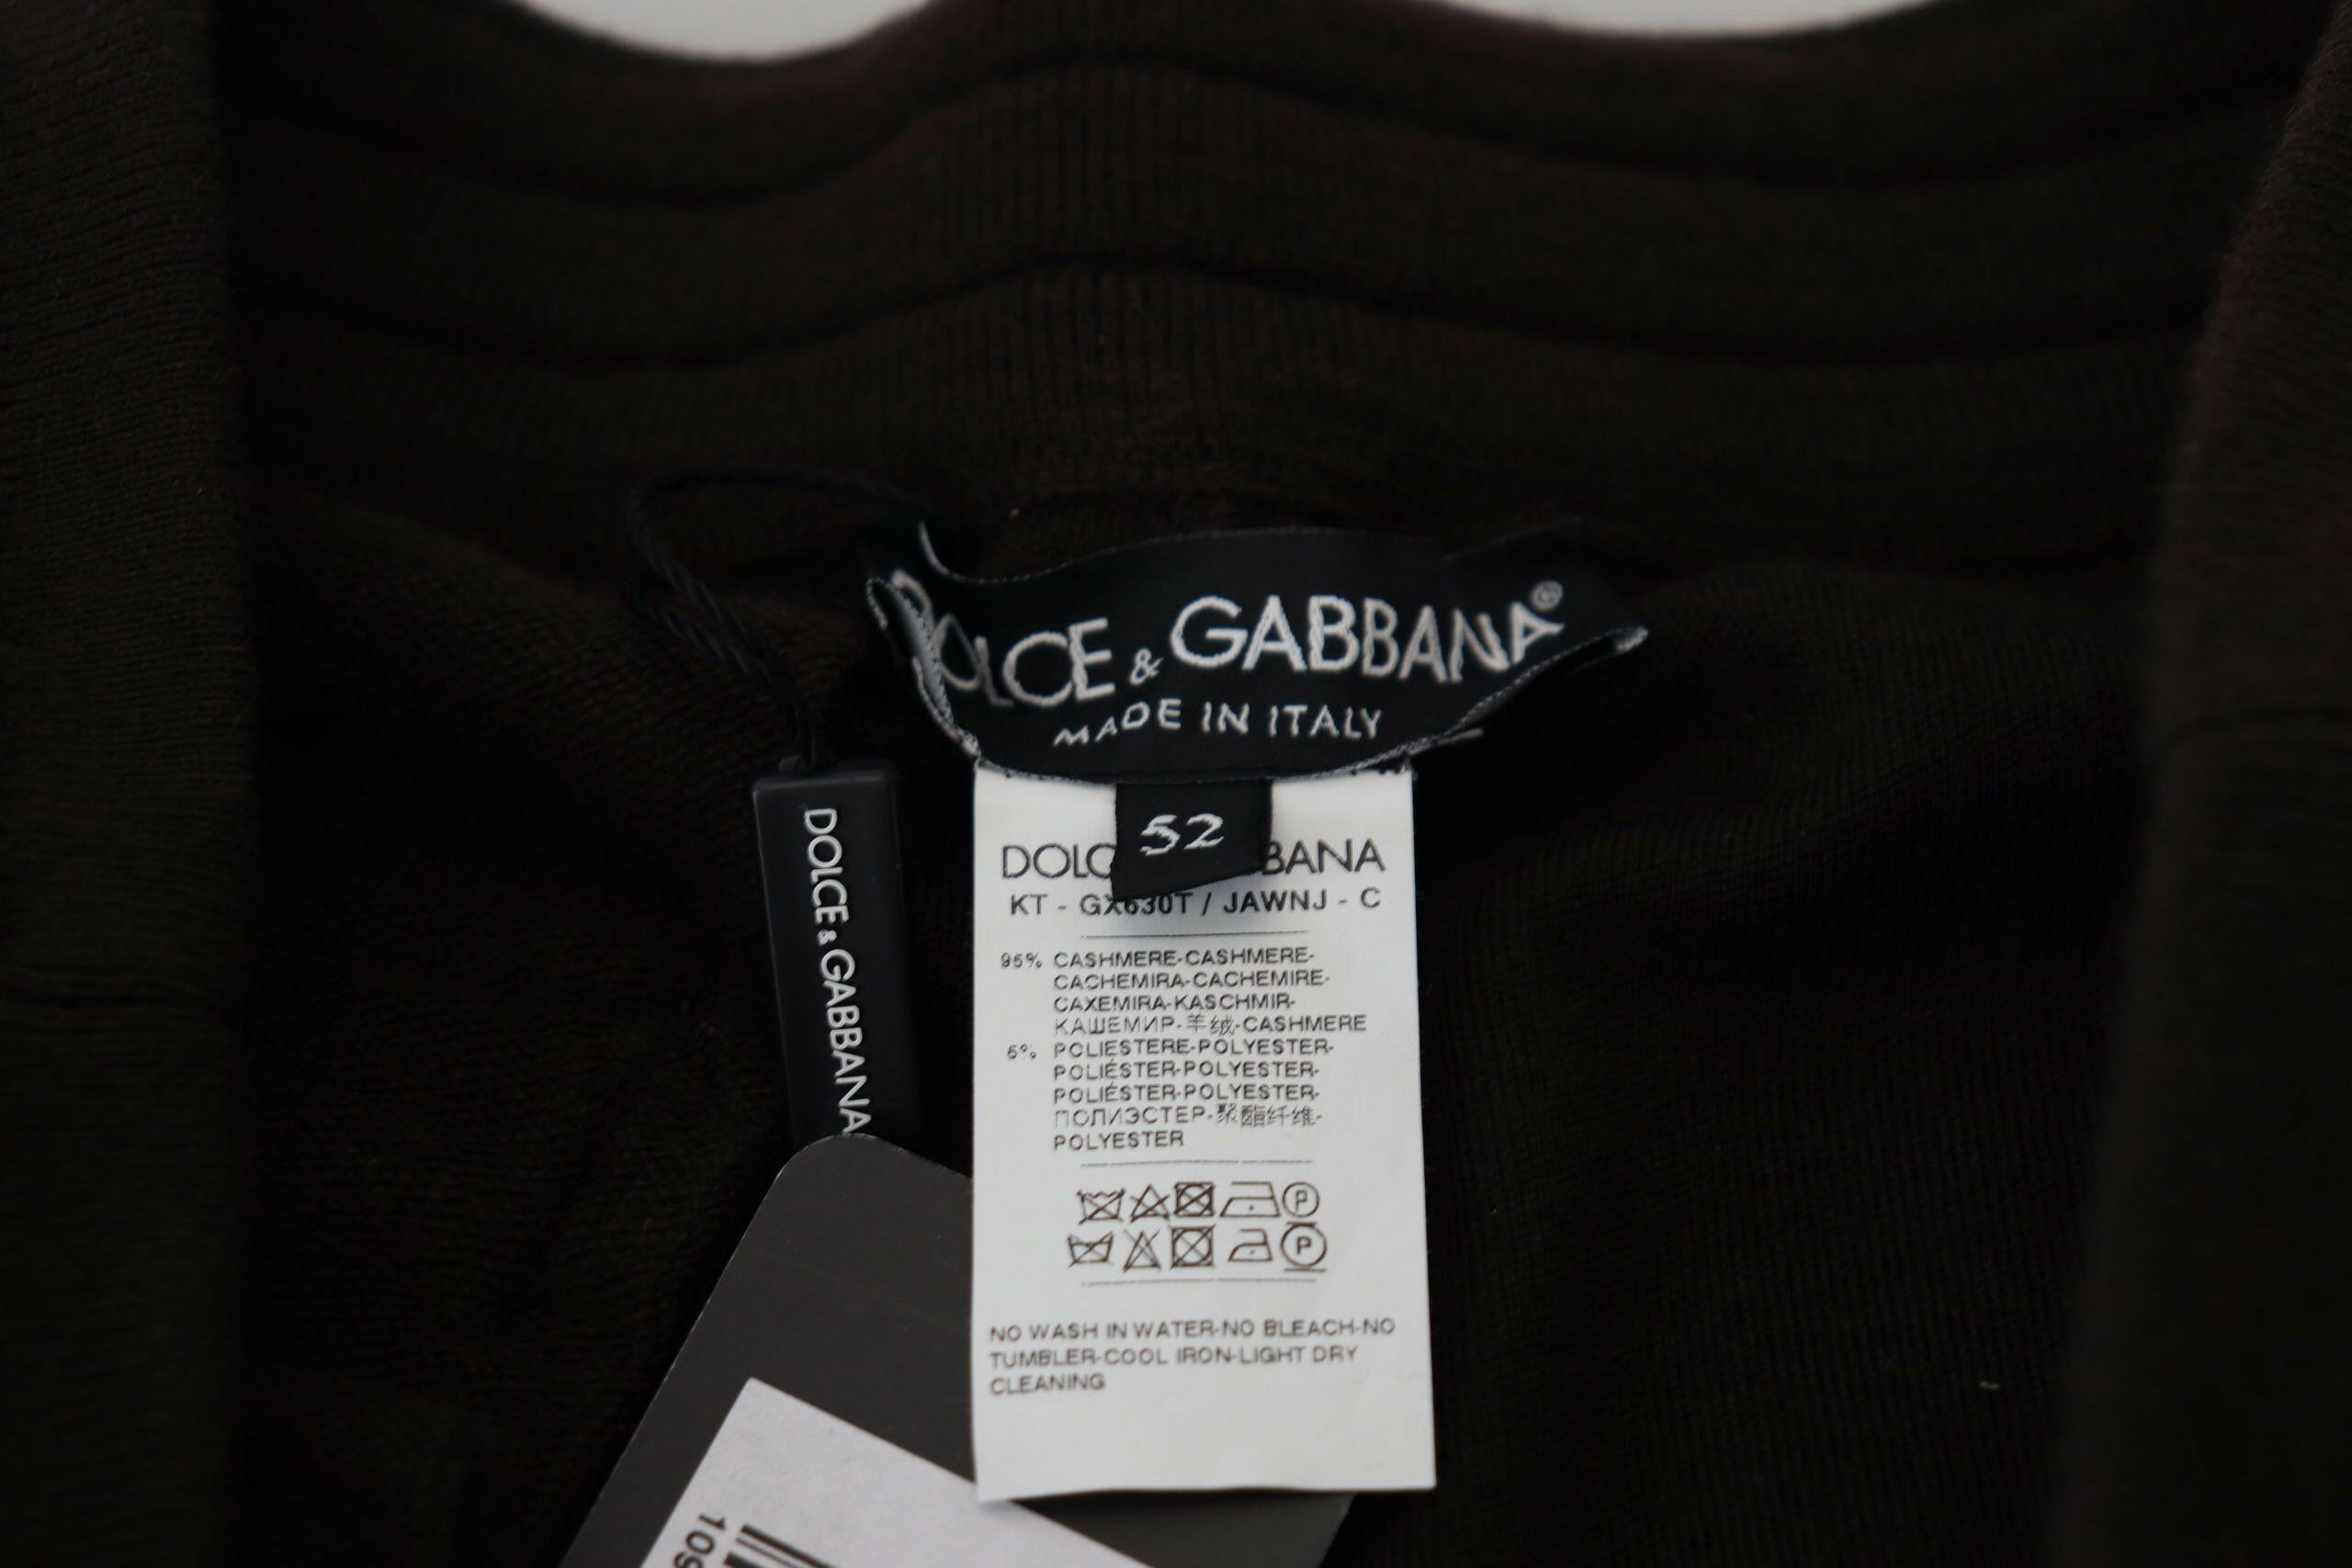 DOLCE & GABBANA®
MADE IN ITALY
52
DOLCE & GABBANA
KT - GX630T / JAWNJ - C
95% CASHMERE-CASHMERE-
CACHEMIRA-CACHEMIRE-
CAXEMIRA-KASCHMIR-
КАШЕМИР-羊绒-CASHMERE
5% POLIESTERE-POLYESTER-
POLIÉSTER-POLYESTER-
POLIÉSTER-POLYESTER-
ПОЛИЭСТЕР-聚酯纤维-
POLYESTER
P
P
NO WASH IN WATER-NO BLEACH-NO
TUMBLER-COOL IRON-LIGHT DRY
CLEANING
DOLCE & GABBANA
109